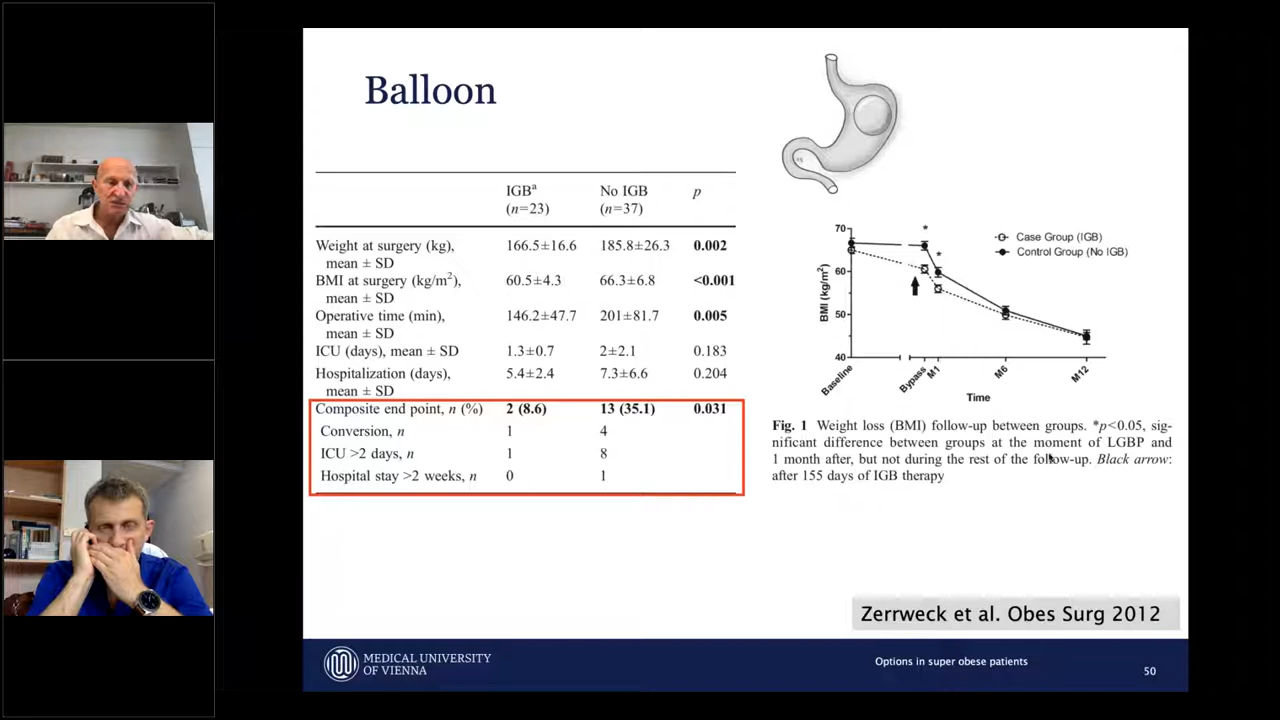 Balloon
IGBa No IGB p
(n=23) (n=37)
Weight at surgery (kg), 166.5±16.6 185.8±26.3 0.002
mean ± SD
BMI at surgery (kg/m2), 60.5±4.3 66.3±6.8 <0.001
mean ± SD
Operative time (min), 146.2±47.7 201±81.7 0.005
mean ± SD
ICU (days), mean ± SD 1.3±0.7 2±2.1 0.183
Hospitalization (days), 5.4±2.4 7.3±6.6 0.204
mean ± SD
Composite end point, n (%) 2 (8.6) 13 (35.1) 0.031
Conversion, n 1 4
ICU >2 days, n 1 8
Hospital stay >2 weeks, n 0 1
70
60
50
40
BMI (kg/m2)
* *
Case Group (IGB)
Control Group (No IGB)
Baseline Bypass M1 M6 M12
Time
Fig. 1 Weight loss (BMI) follow-up between groups. *p<0.05, sig-
nificant difference between groups at the moment of LGBP and
1 month after, but not during the rest of the follow-up. Black arrow:
after 155 days of IGB therapy
Zerrweck et al. Obes Surg 2012
MEDICAL UNIVERSITY
OF VIENNA
Options in super obese patients
50